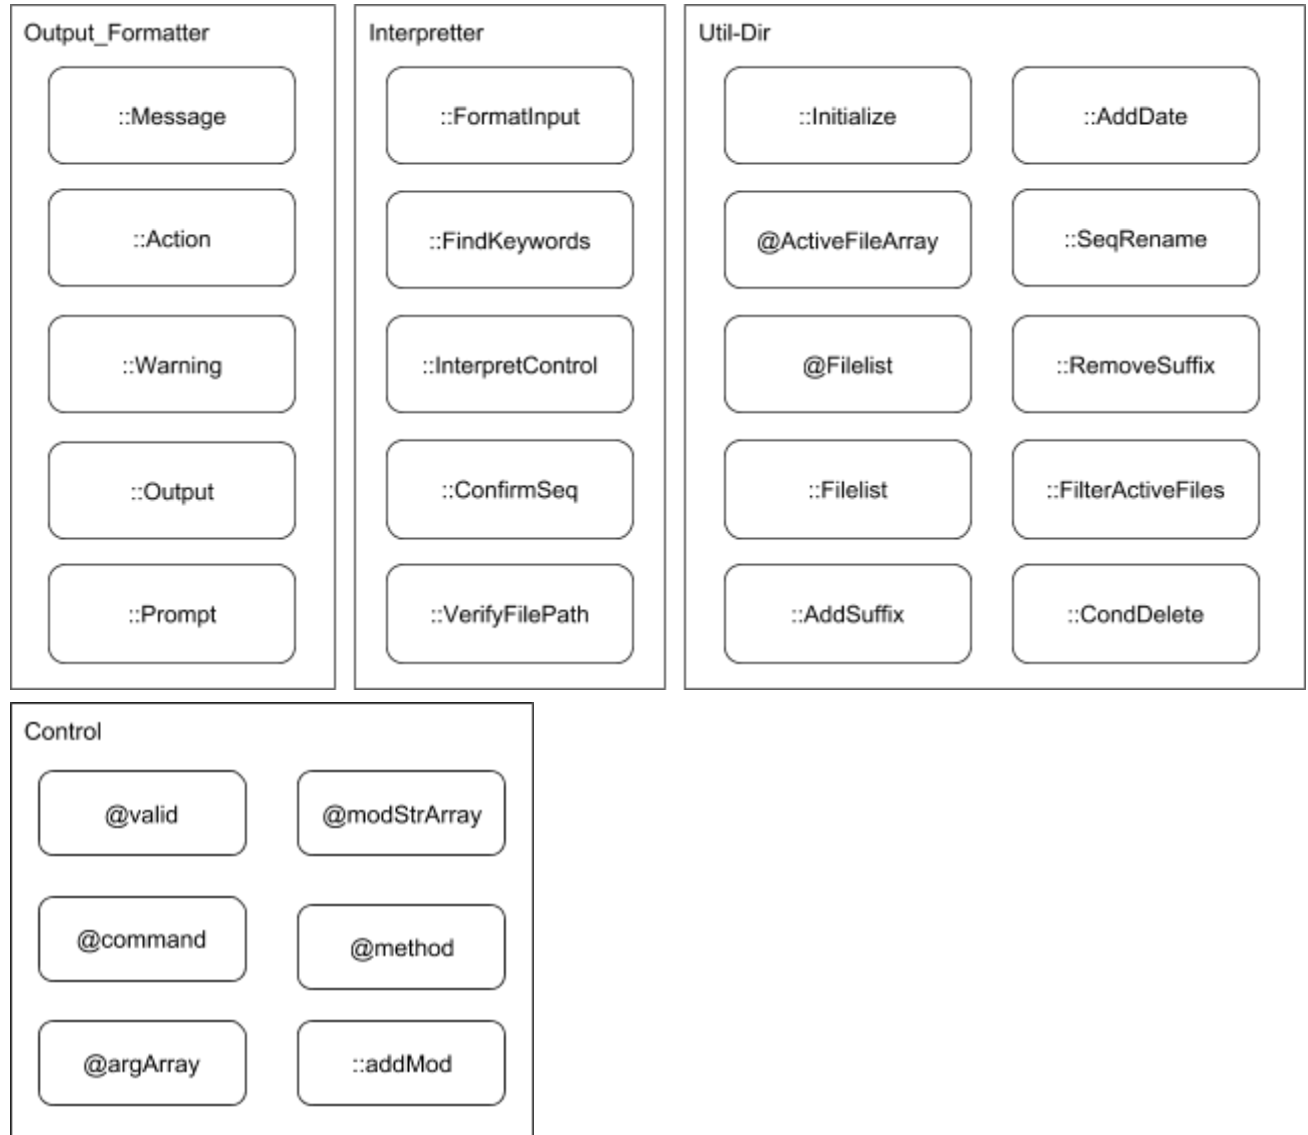 Output_Formatter
::Message
::Action
::Warning
::Output
::Prompt
Interpretter
::FormatInput
::FindKeywords
::InterpretControl
::ConfirmSeq
::VerifyFilePath
Util-Dir
::Initialize
@ActiveFileArray
@Filelist
::Filelist
::AddSuffix
::AddDate
::SeqRename
::RemoveSuffix
::FilterActiveFiles
::CondDelete
Control
@valid
@command
@argArray
@modStrArray
@method
::addMod